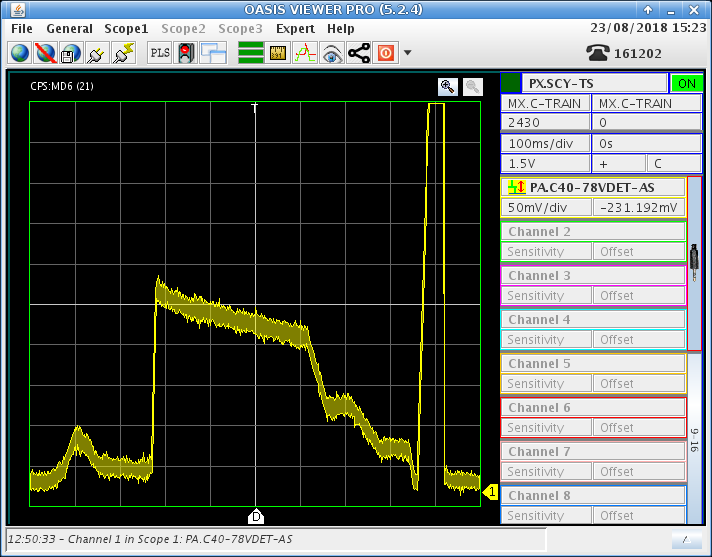 OASIS VIEWER PRO (5.2.4)
File General Scope1 Scope2 Scope3 Expert Help 23/08/2018 15:23
PLS 161202
CPS:MD6 (21)
T
D
1
PX.SCY-TS ON
MX.C-TRAIN MX.C-TRAIN
2430 0
100ms/div 0s
1.5V + C
PA.C40-78VDET-AS
50mV/div -231.192mV
Channel 2
Sensitivity Offset
Channel 3
Sensitivity Offset
Channel 4
Sensitivity Offset
Channel 5
Sensitivity Offset
Channel 6
Sensitivity Offset
Channel 7
Sensitivity Offset
Channel 8
Sensitivity Offset
9-16
12:50:33 - Channel 1 in Scope 1: PA.C40-78VDET-AS